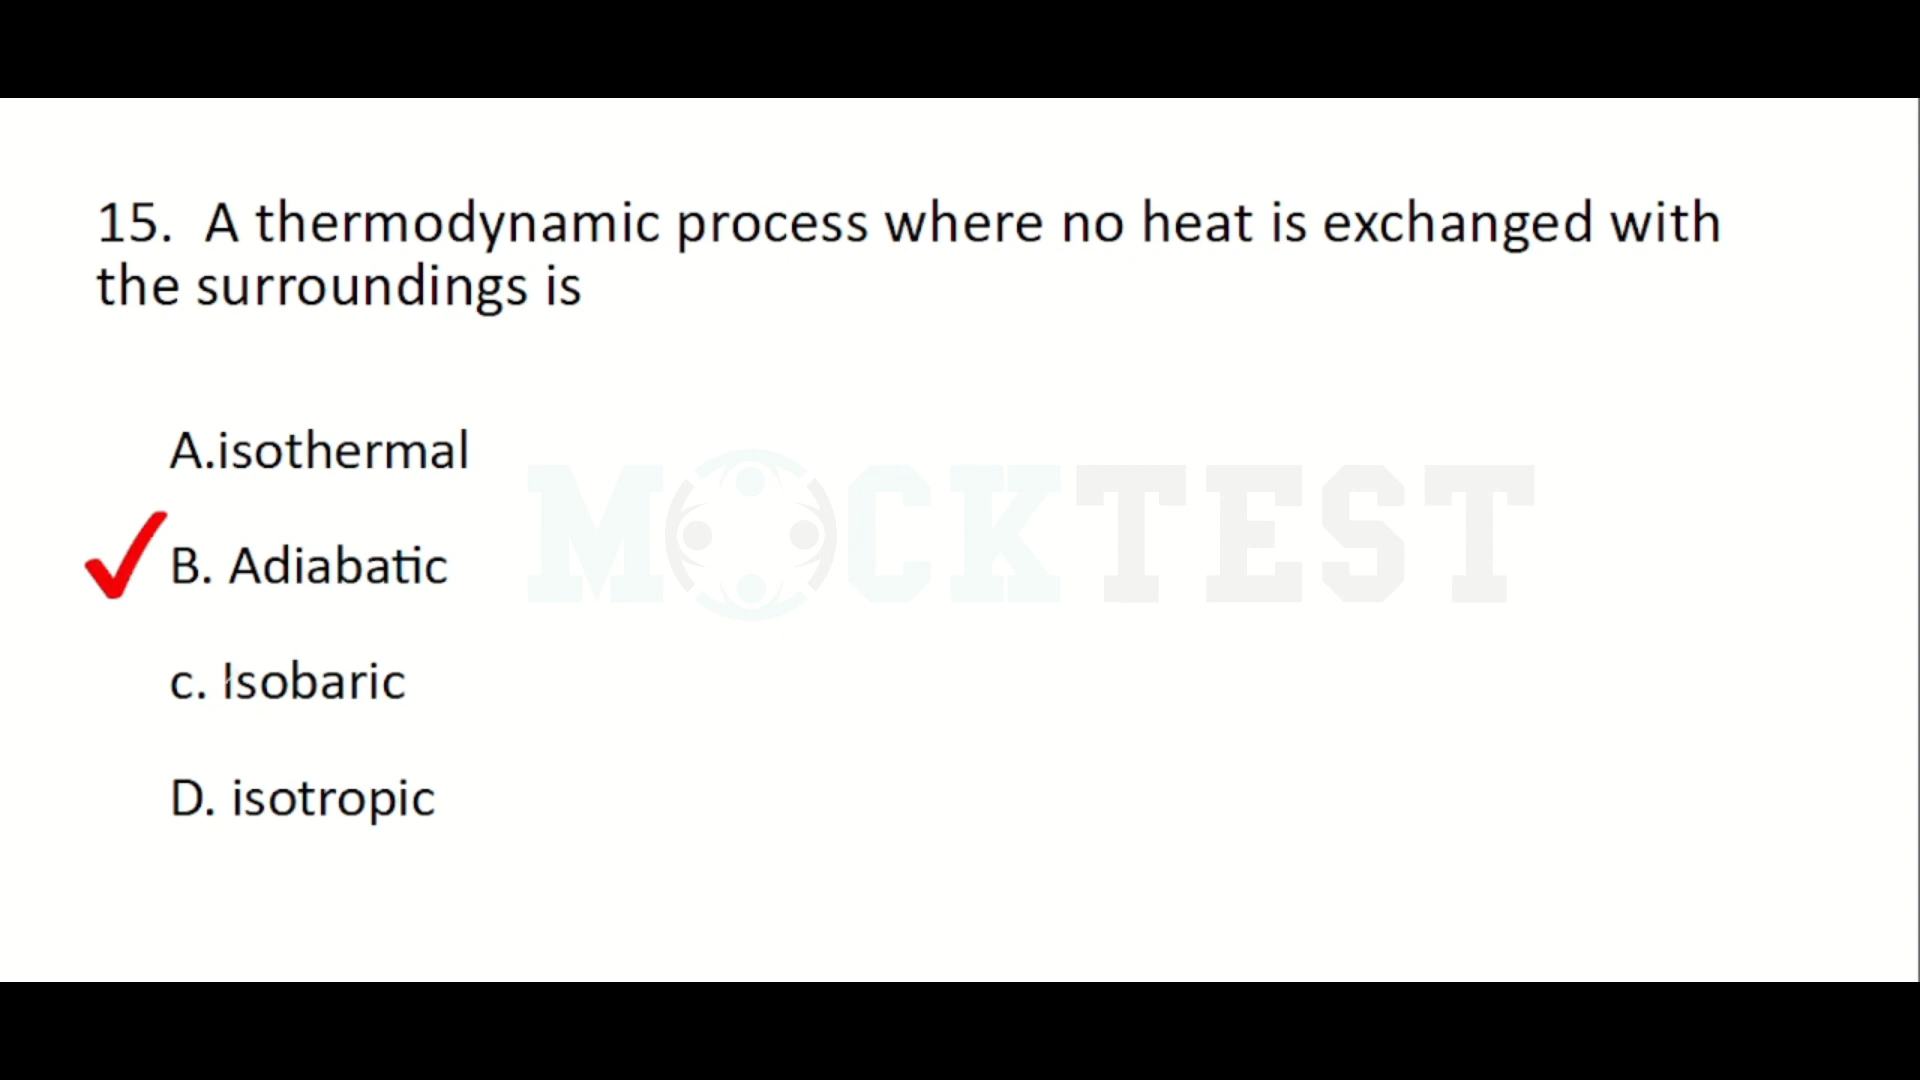 15. A thermodynamic process where no heat is exchanged with
the surroundings is
A.isothermal
B. Adiabatic
MOCKTEST
c. Isobaric
D. isotropic